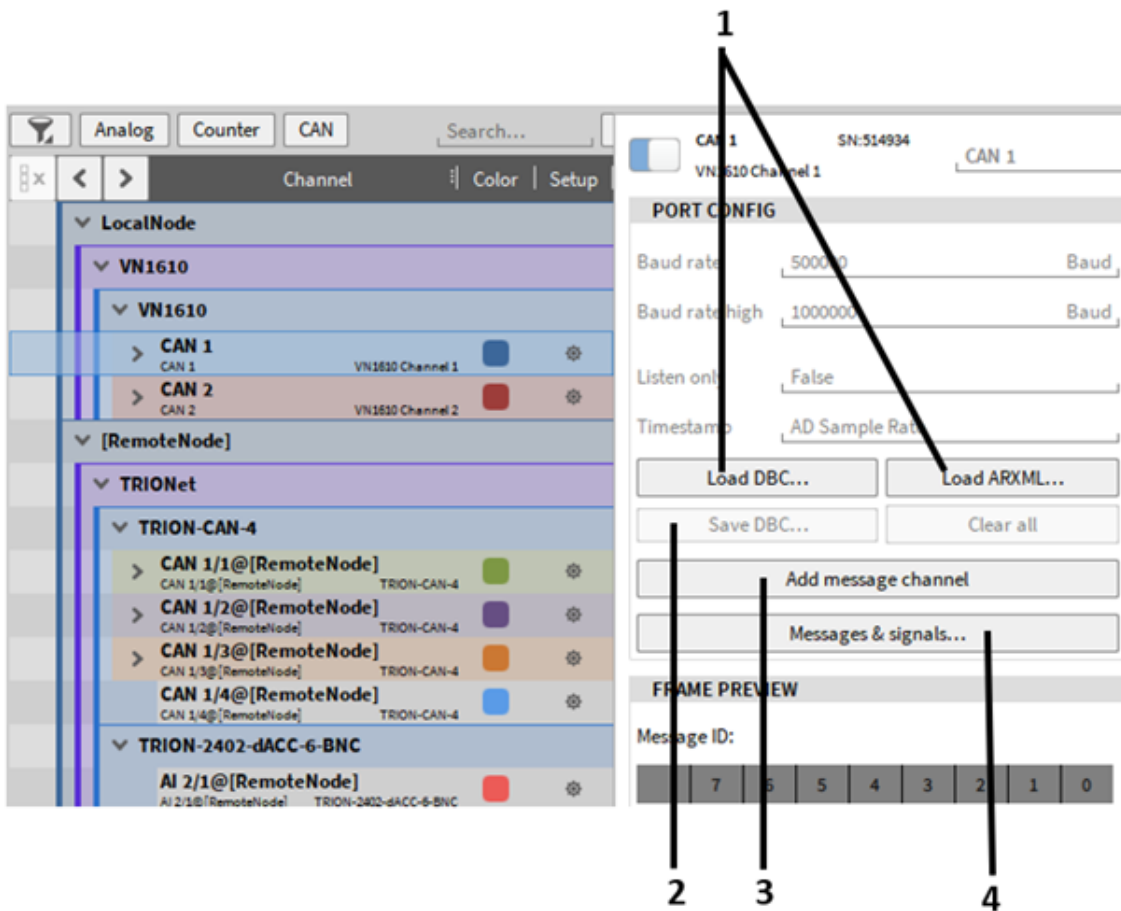 1
Analog Counter CAN Search...
Channel Color Setup
LocalNode
VN1610
VN1610
CAN 1
CAN 1 VN1610 Channel 1
CAN 2
CAN 2 VN1610 Channel 2
[RemoteNode]
TRIONet
TRION-CAN-4
CAN 1/1@[RemoteNode]
CAN 1/1@[RemoteNode] TRION-CAN-4
CAN 1/2@[RemoteNode]
CAN 1/2@[RemoteNode] TRION-CAN-4
CAN 1/3@[RemoteNode]
CAN 1/3@[RemoteNode] TRION-CAN-4
CAN 1/4@[RemoteNode]
CAN 1/4@[RemoteNode] TRION-CAN-4
TRION-2402-dACC-6-BNC
AI 2/1@[RemoteNode]
AI 2/1@[RemoteNode] TRION-2402-dACC-6-BNC
CAN 1 SN:514934
VN1610 Channel 1 CAN 1
PORT CONFIG
Baud rate 500000 Baud
Baud rate high 1000000 Baud
Listen only False
Timestamp AD Sample Rate
Load DBC... Load ARXML...
Save DBC... Clear all
Add message channel
Messages & signals...
FRAME PREVIEW
Message ID:
7 6 5 4 3 2 1 0
2 3 4